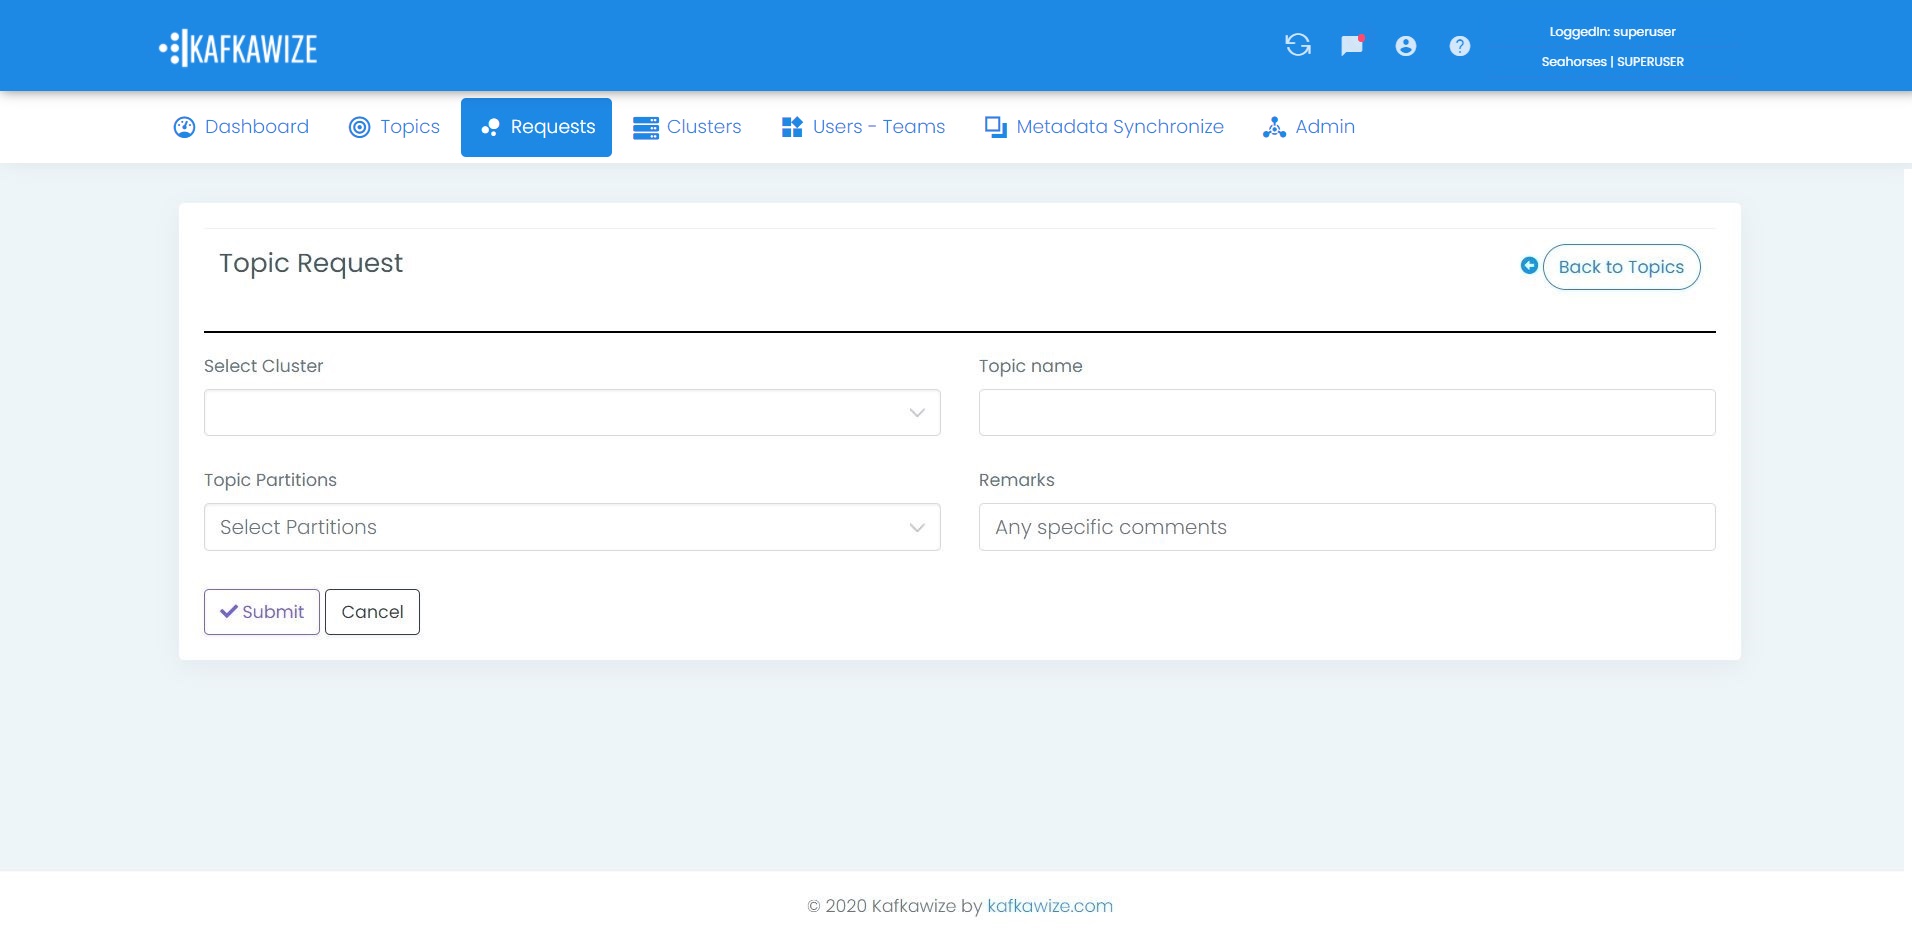 KAFKAWIZE
LoggedIn: superuser
Seahorses | SUPERUSER
Dashboard
Topics
Requests
Clusters
Users - Teams
Metadata Synchronize
Admin
Topic Request
Back to Topics
Select Cluster
Topic name
Topic Partitions
Remarks
Select Partitions
Any specific comments
Submit
Cancel
© 2020 Kafkawize by kafkawize.com